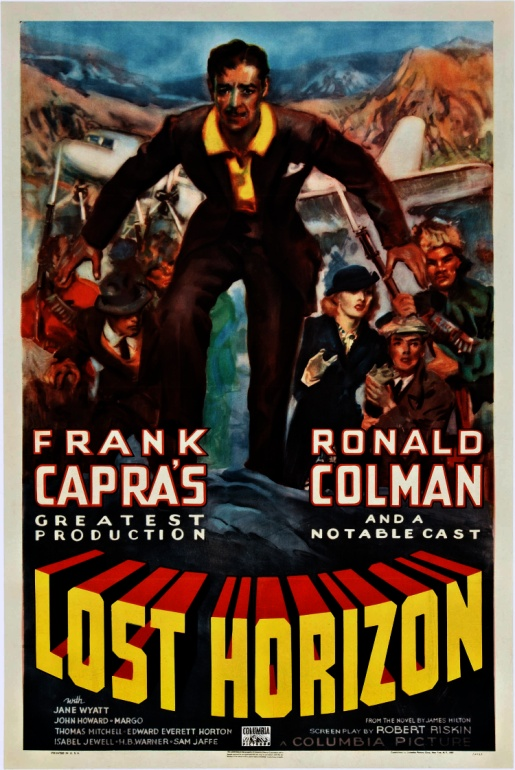 FRANK
CAPRA'S
GREATEST
PRODUCTION
RONALD
COLMAN
AND A
NOTABLE CAST
LOST HORIZON
with
JANE WYATT
JOHN HOWARD - MARGO
THOMAS MITCHELL - EDWARD EVERETT HORTON
ISABEL JEWELL - H.B. WARNER - SAM JAFFE
COLUMBIA
PICTURES
FROM THE NOVEL BY JAMES HILTON
SCREEN PLAY BY ROBERT RISKIN
A COLUMBIA PICTURE